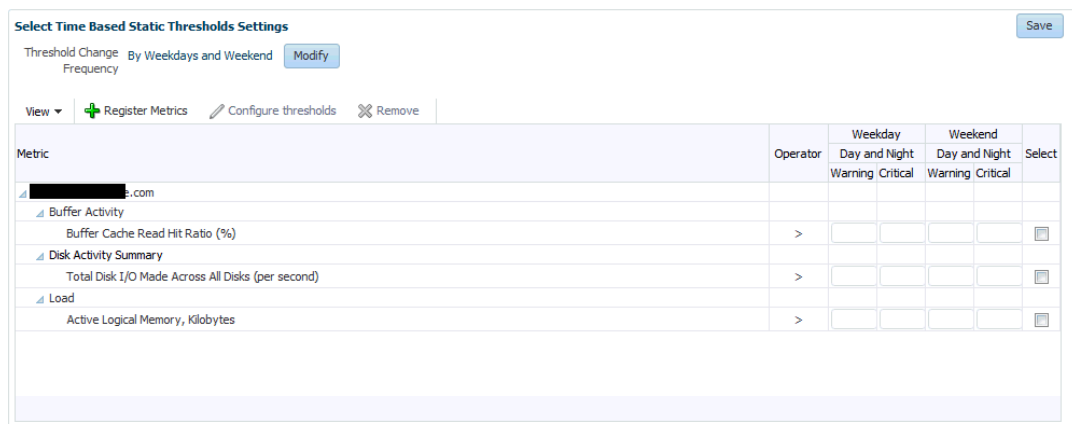 Select Time Based Static Thresholds Settings
Save
Threshold Change Frequency
By Weekdays and Weekend
Modify
View
Register Metrics
Configure thresholds
Remove
Metric
Operator
Weekday
Weekend
Day and Night
Day and Night
Select
Warning Critical
Warning Critical
e.com
Buffer Activity
Buffer Cache Read Hit Ratio (%) >
Disk Activity Summary
Total Disk I/O Made Across All Disks (per second) >
Load
Active Logical Memory, Kilobytes >